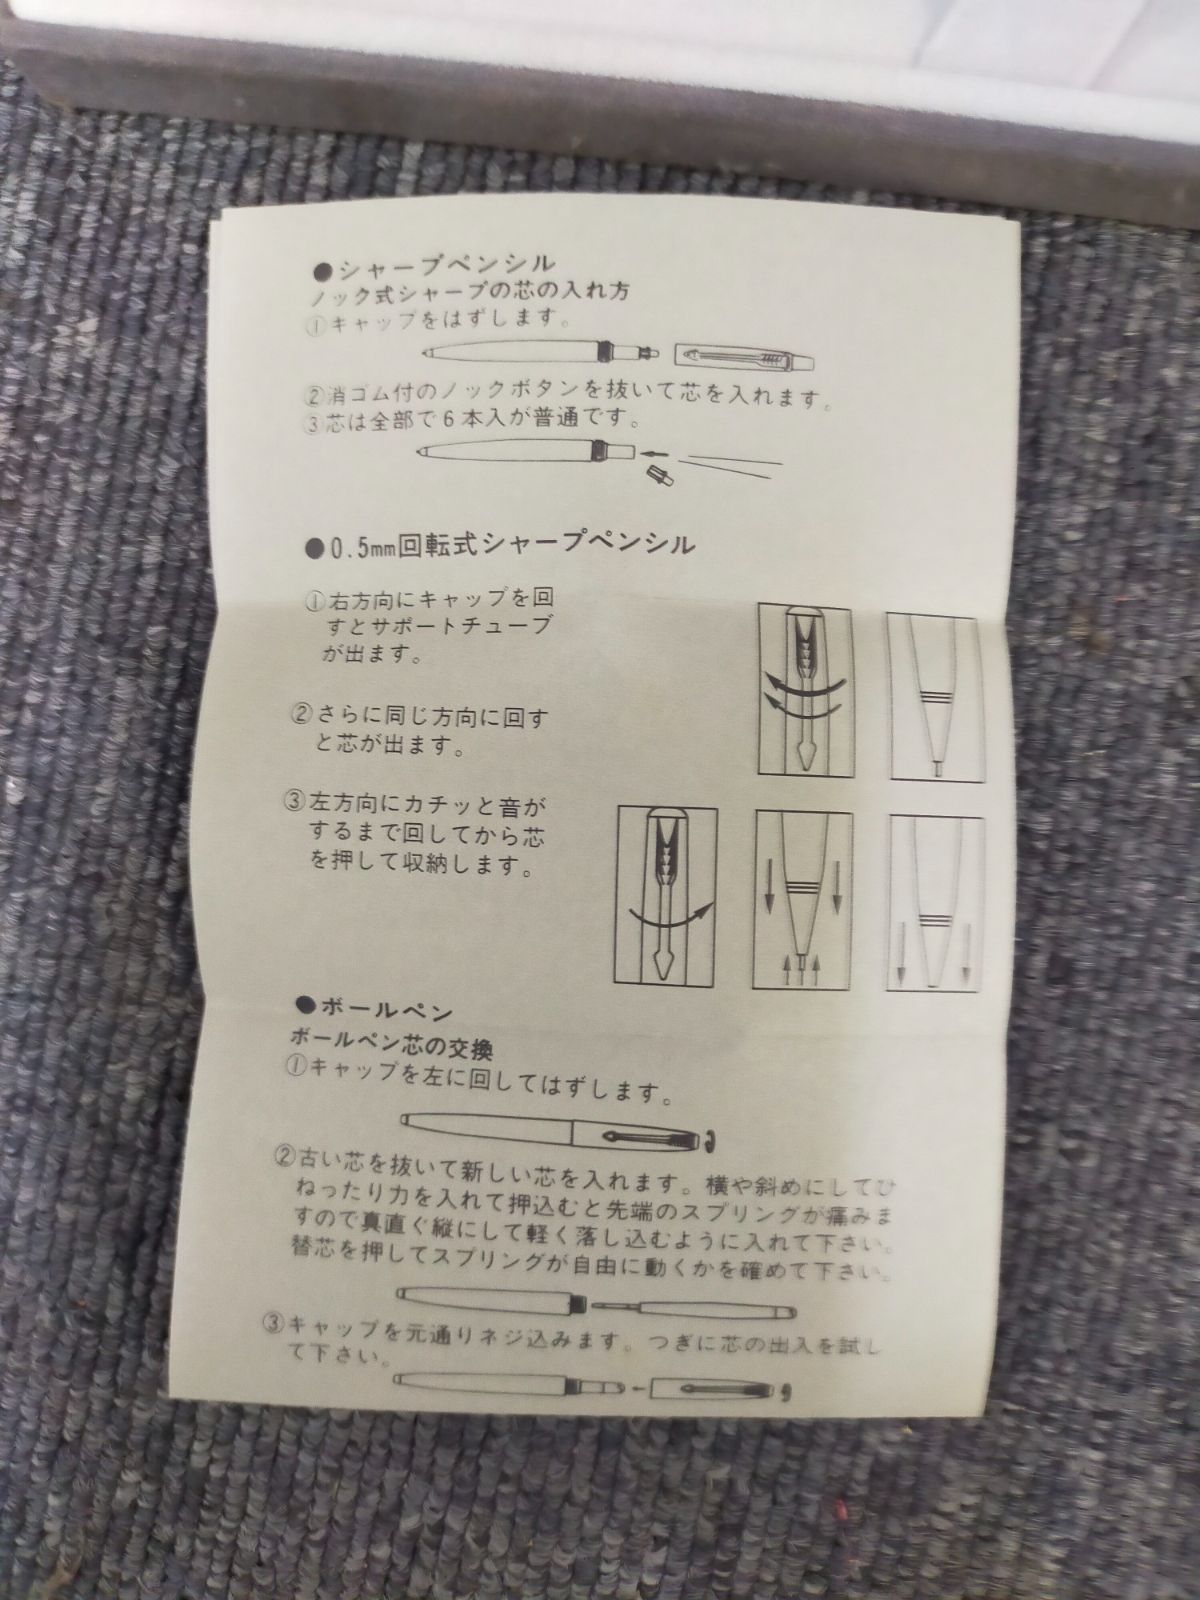 ●シャープペンシル
ノック式シャープの芯の入れ方
①キャップをはずします。
②消ゴム付のノックボタンを抜いて芯を入れます。
③芯は全部で6本入が普通です。
●0.5mm回転式シャープペンシル
①右方向にキャップを回
すとサポートチューブ
が出ます。
②さらに同じ方向に回す
と芯が出ます。
③左方向にカチッと音が
するまで回してから芯
を押して収納します。
●ボールペン
ボールペン芯の交換
①キャップを左に回してはずします。
②古い芯を抜いて新しい芯を入れます。横や斜めにしてひ
ねったり力を入れて押込むと先端のスプリングが痛みま
すので真直ぐ縦にして軽く落し込むように入れて下さい。
替芯を押してスプリングが自由に動くかを確めて下さい。
③キャップを元通りネジ込みます。つぎに芯の出入を試し
て下さい。